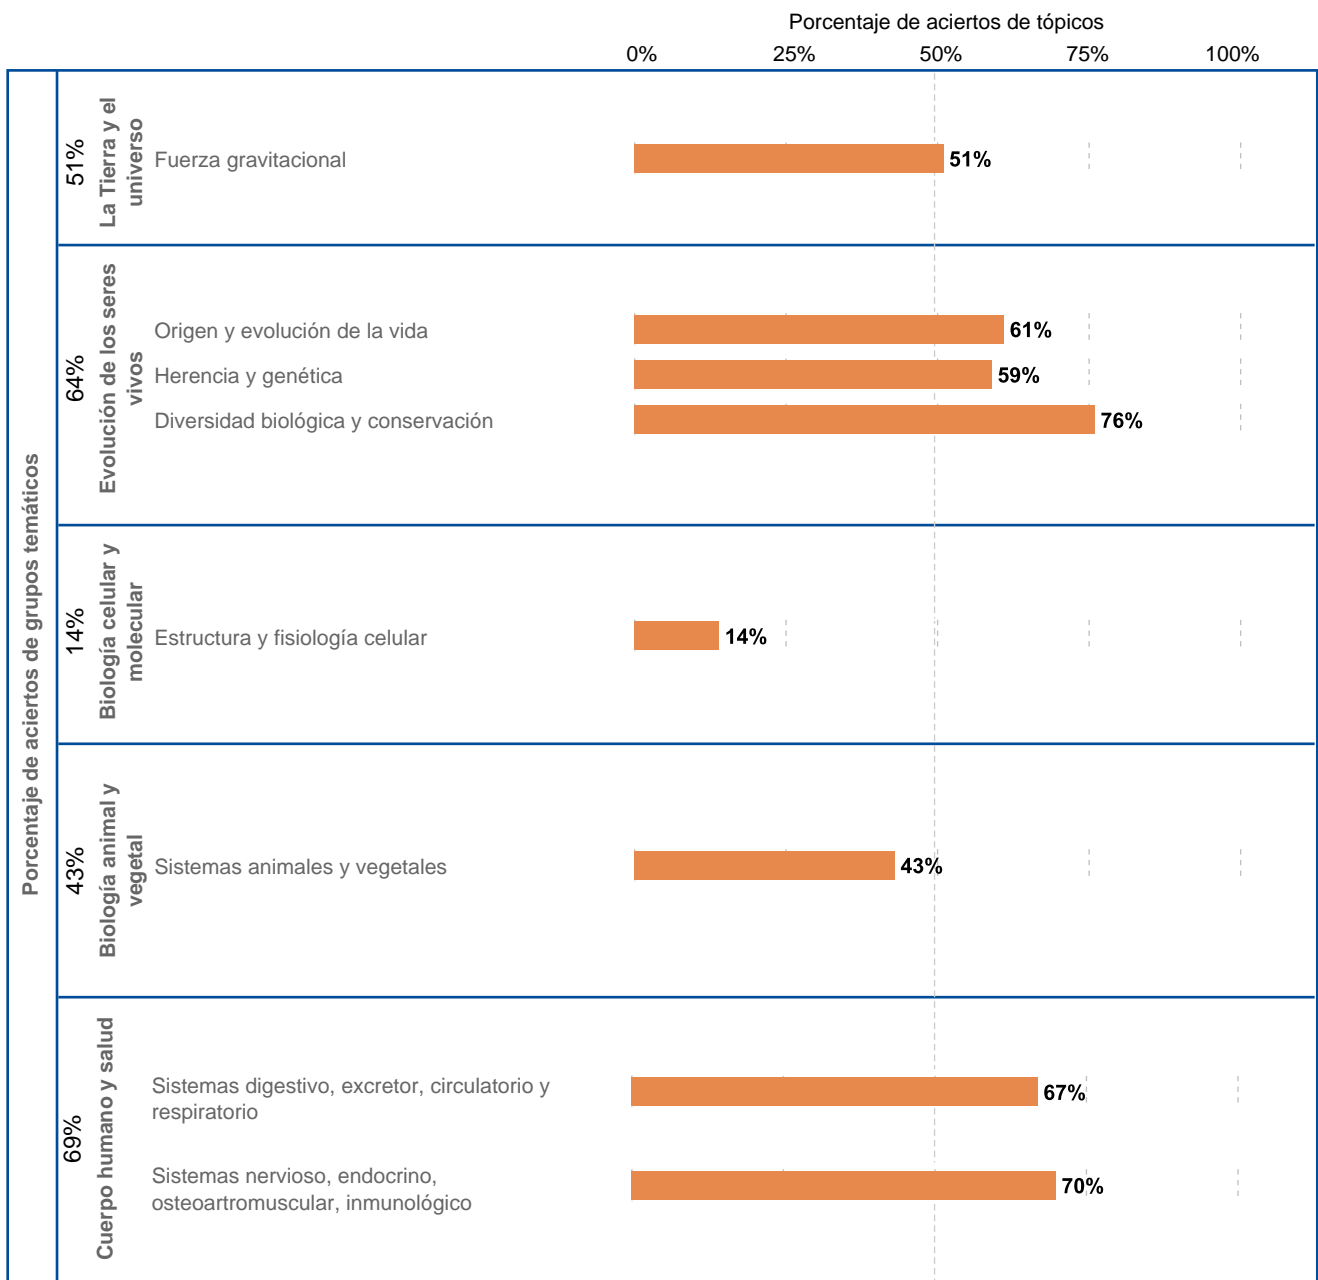 Porcentaje de aciertos de tópicos
0% 25% 50% 75% 100%
Porcentaje de aciertos de grupos temáticos
51%
La Tierra y el
universo
Fuerza gravitacional
51%
64%
Evolución de los seres
vivos
Origen y evolución de la vida
61%
Herencia y genética
59%
Diversidad biológica y conservación
76%
14%
Biología celular y
molecular
Estructura y fisiología celular
14%
43%
Biología animal y
vegetal
Sistemas animales y vegetales
43%
69%
Cuerpo humano y salud
Sistemas digestivo, excretor, circulatorio y
respiratorio
67%
Sistemas nervioso, endocrino,
osteoartromuscular, inmunológico
70%